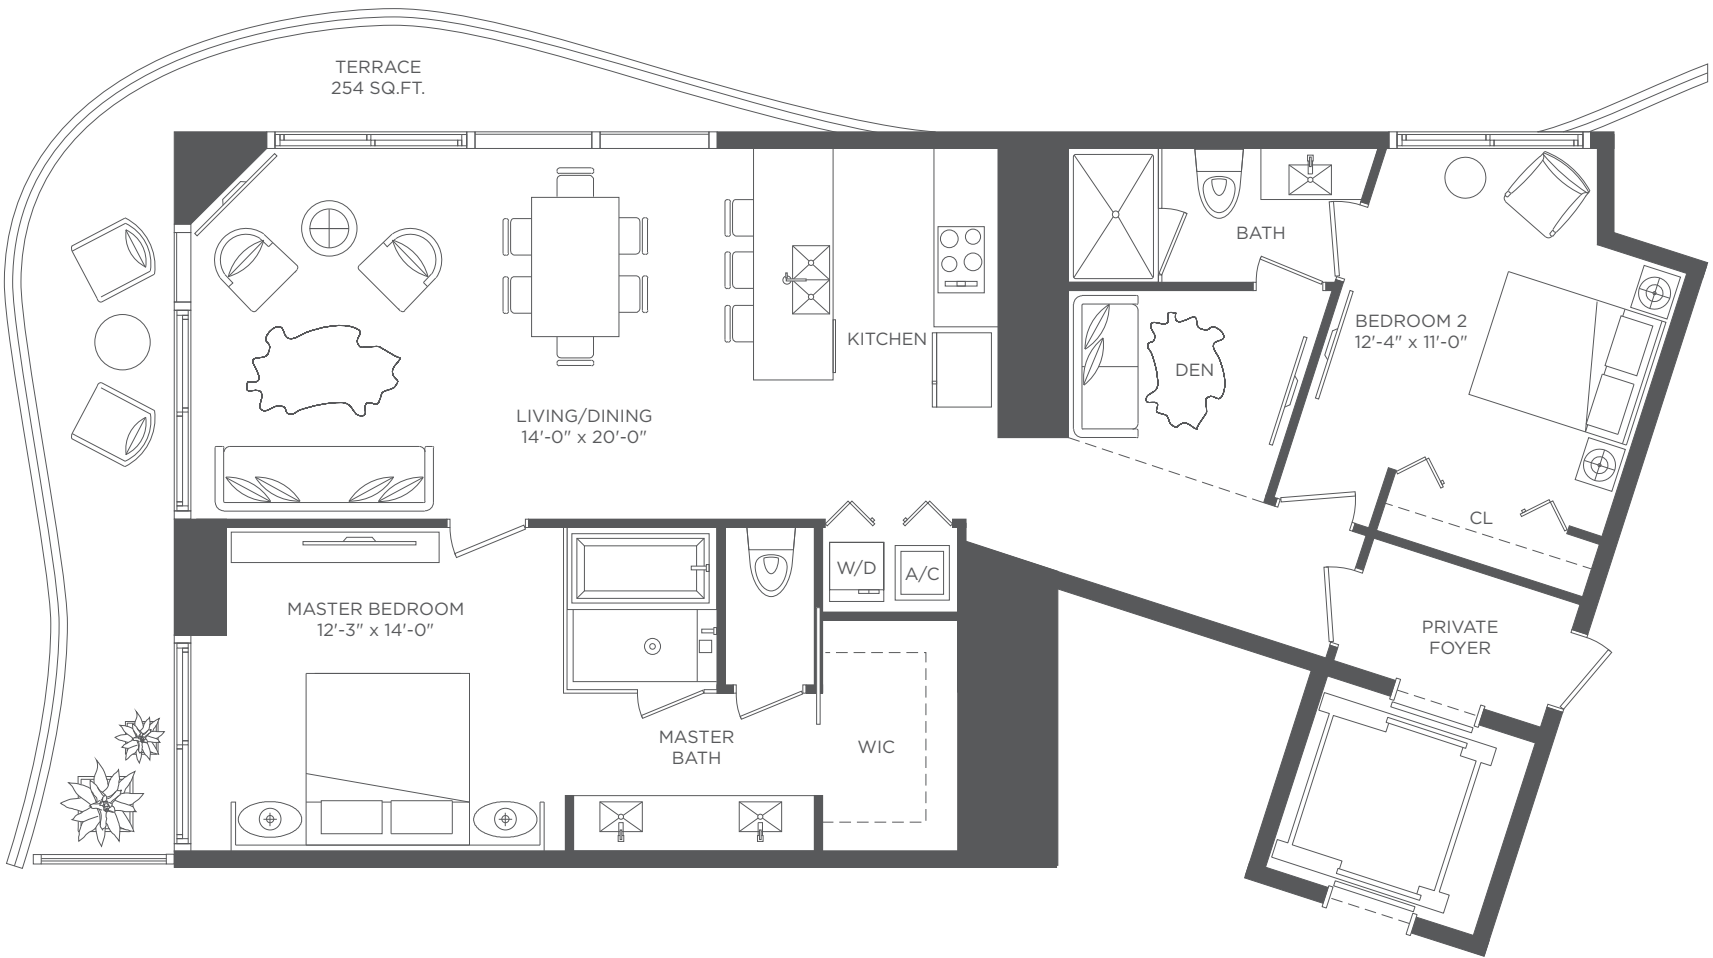 TERRACE
254 SQ.FT.
BATH
BEDROOM 2
12'-4" x 11'-0"
KITCHEN
DEN
LIVING/DINING
14'-0" x 20'-0"
CL
W/D
A/C
MASTER BEDROOM
12'-3" x 14'-0"
PRIVATE
FOYER
MASTER
BATH
WIC